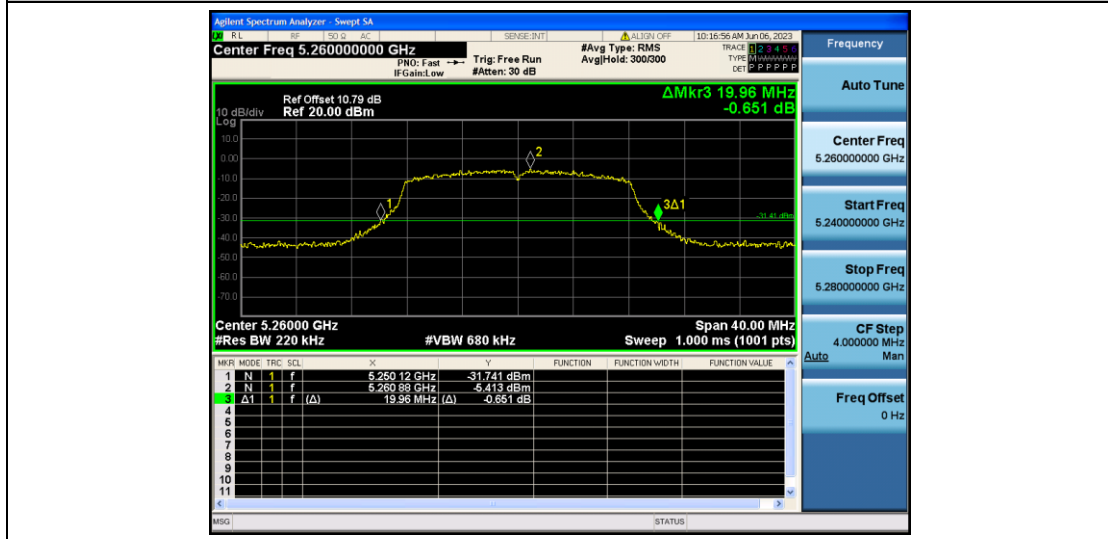 Agilent Spectrum Analyzer - Swept SA
RL RF 50 Ω AC SENSE:INT ALIGN OFF 10:16:56 AM Jun 06, 2023
Center Freq 5.260000000 GHz #Avg Type: RMS TRACE 1 2 3 4 5 6
PNO: Fast Trig: Free Run Avg|Hold: 300/300 TYPE M
IFGain:Low #Atten: 30 dB DET P P P P P P
Frequency
Auto Tune
Center Freq
5.260000000 GHz
Start Freq
5.240000000 GHz
Stop Freq
5.280000000 GHz
CF Step
4.000000 MHz
Auto Man
Freq Offset
0 Hz
ΔMkr3 19.96 MHz
-0.651 dB
Ref Offset 10.79 dB
10 dB/div Ref 20.00 dBm
Log
10.0
0.00
-10.0
-20.0
-30.0
-40.0
-50.0
-60.0
-70.0
1
2
3Δ1
-31.41 dBm
Center 5.26000 GHz Span 40.00 MHz
#Res BW 220 kHz #VBW 680 kHz Sweep 1.000 ms (1001 pts)
MKR MODE TRC SCL X Y FUNCTION FUNCTION WIDTH FUNCTION VALUE
1 N 1 f 5.250 12 GHz -31.741 dBm
2 N 1 f 5.260 88 GHz -5.413 dBm
3 Δ1 1 f (Δ) 19.96 MHz (Δ) -0.651 dB
4
5
6
7
8
9
10
11
MSG STATUS